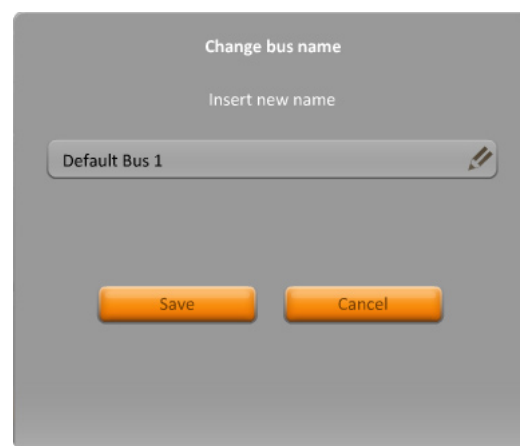 Change bus name
Insert new name
Default Bus 1
Save
Cancel